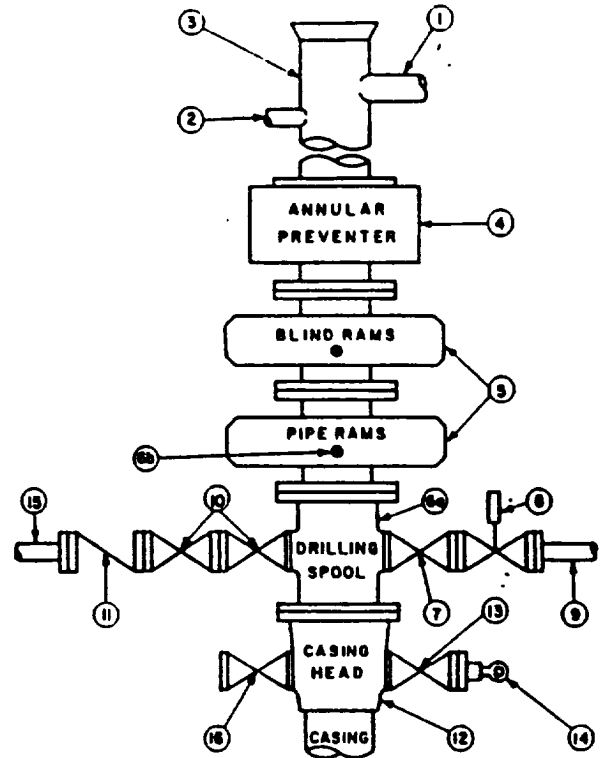 1
3
2
ANNULAR
PREVENTER
4
BLIND RAMS
5
PIPE RAMS
6b
15
10
6a
8
DRILLING
SPOOL
11
7
9
13
CASING
HEAD
16
12
14
CASING